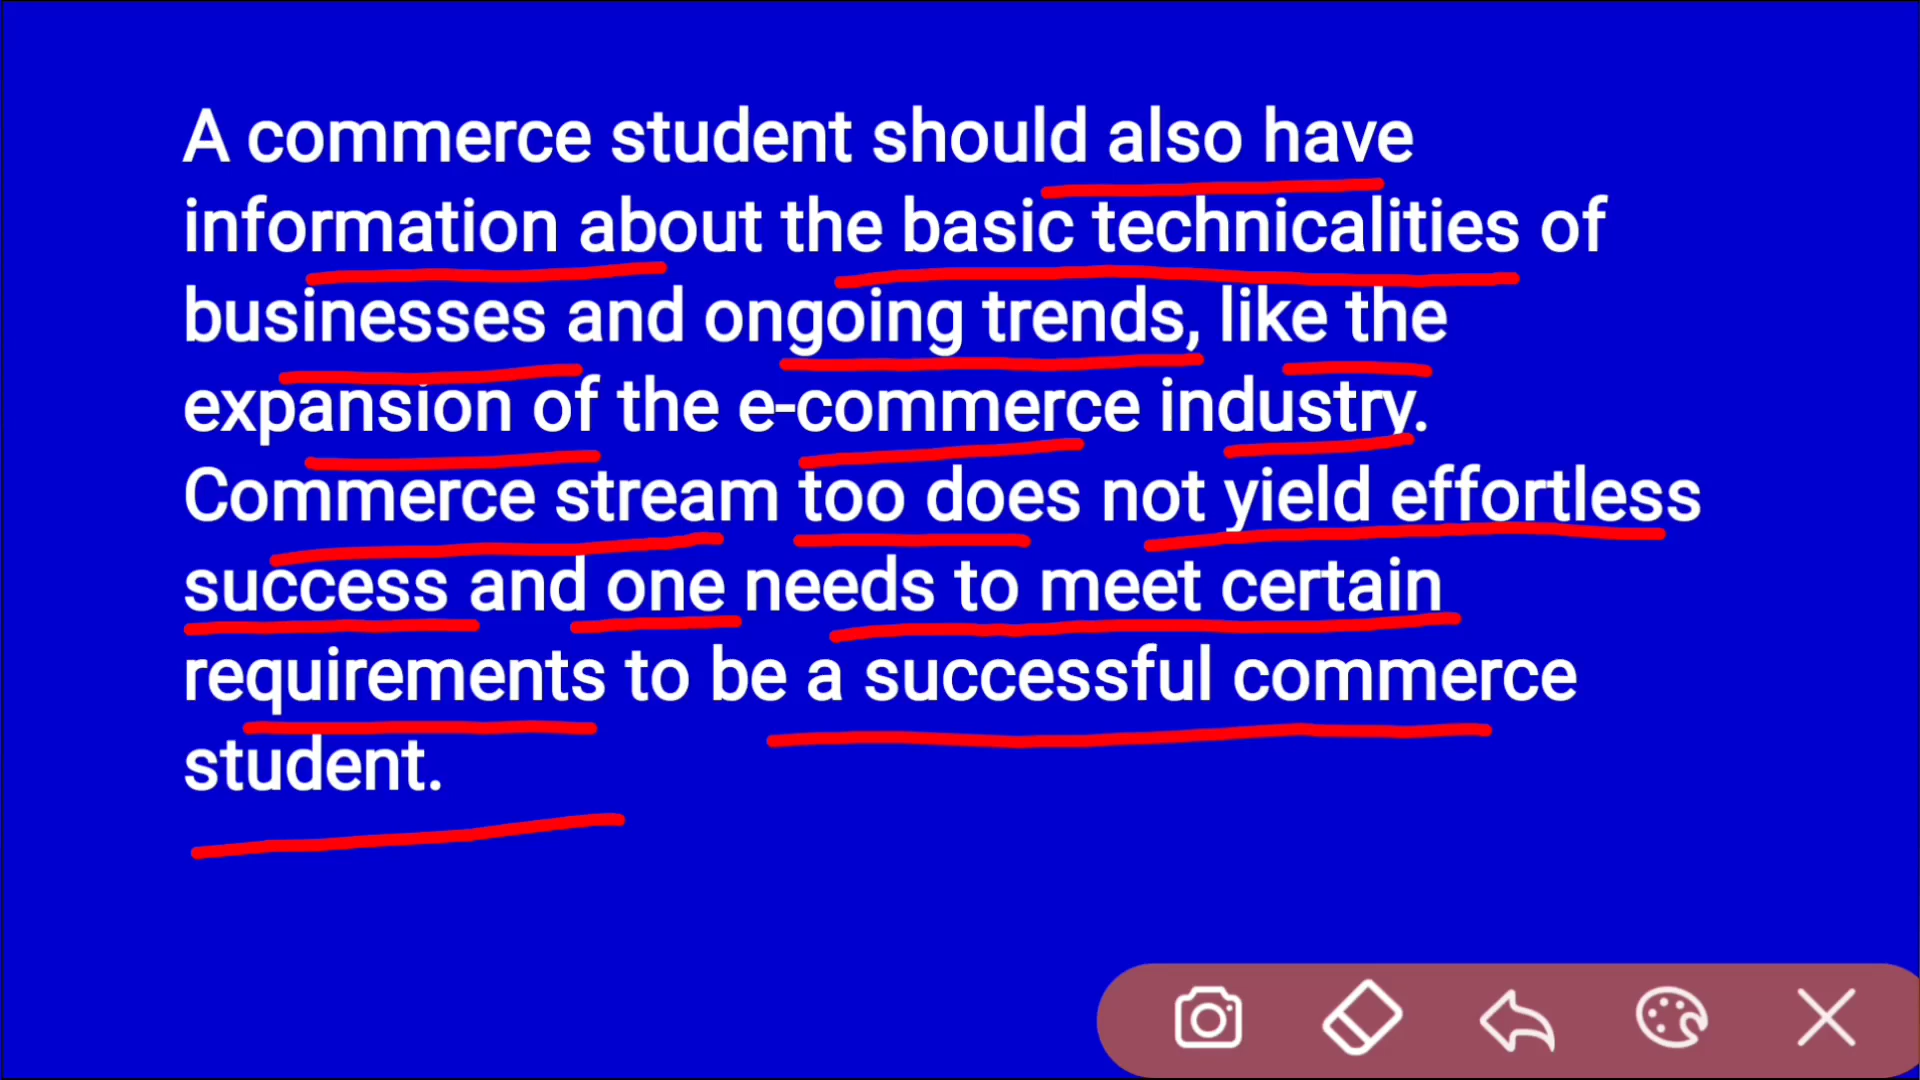 A commerce student should also have
information about the basic technicalities of
businesses and ongoing trends, like the
expansion of the e-commerce industry.
Commerce stream too does not yield effortless
success and one needs to meet certain
requirements to be a successful commerce
student.